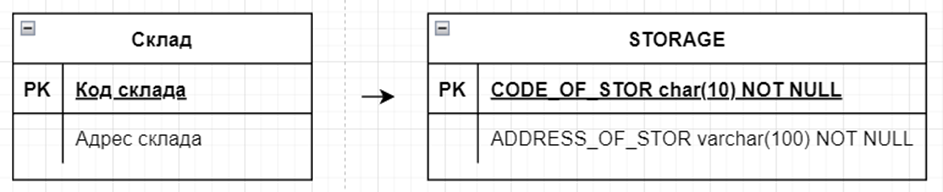 Склад
PK Код склада
Адрес склада
STORAGE
PK CODE_OF_STOR char(10) NOT NULL
ADDRESS_OF_STOR varchar(100) NOT NULL